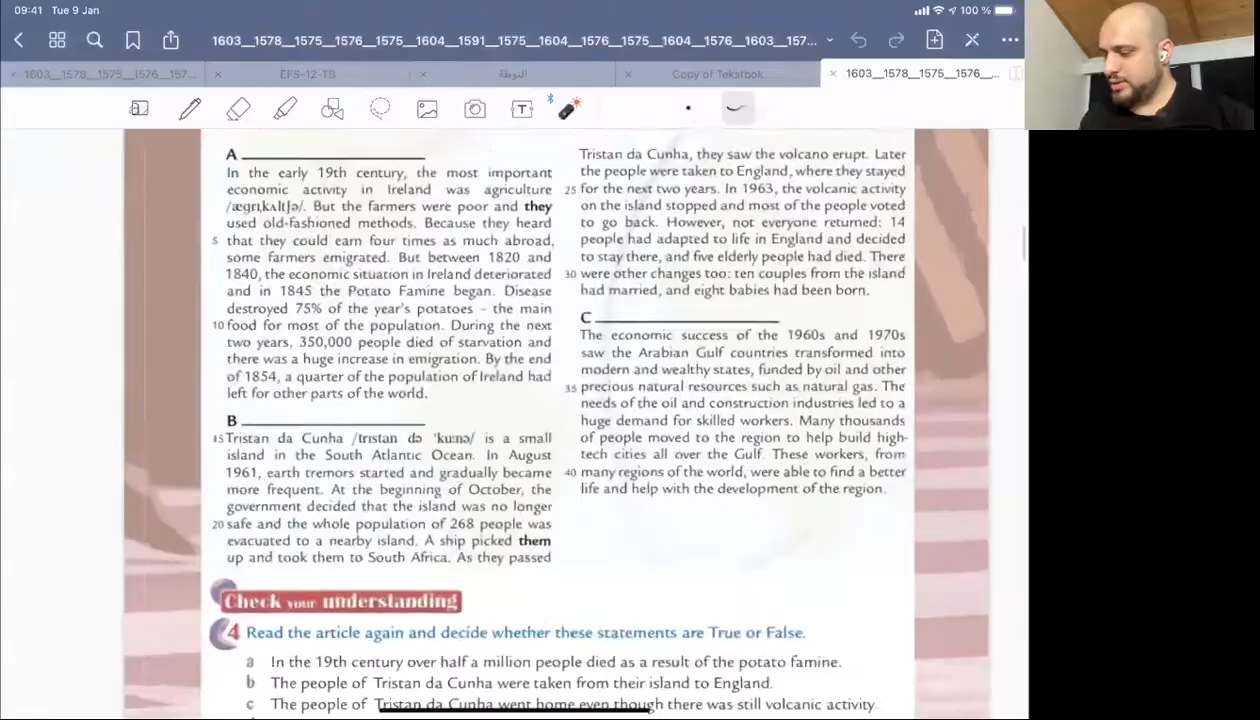 09:41 Tue 9 Jan
100 %
1603__1578__1575__1576__1575__1604__1591__1575__1604__1576__1575__1604__1576__1603__157...
1603__1578__1575__1576__157...
EFS-12-TB
النوطة
Copy of Tekstbok
1603__1578__1575__1576__...
T
A
In the early 19th century, the most important
economic activity in Ireland was agriculture
/ægrɪkʌltʃə/. But the farmers were poor and they
used old-fashioned methods. Because they heard
5 that they could earn four times as much abroad,
some farmers emigrated. But between 1820 and
1840, the economic situation in Ireland deteriorated
and in 1845 the Potato Famine began. Disease
destroyed 75% of the year's potatoes – the main
10 food for most of the population. During the next
two years, 350,000 people died of starvation and
there was a huge increase in emigration. By the end
of 1854, a quarter of the population of Ireland had
left for other parts of the world.
B
15 Tristan da Cunha /trɪstən də 'kuːnə/ is a small
island in the South Atlantic Ocean. In August
1961, earth tremors started and gradually became
more frequent. At the beginning of October, the
government decided that the island was no longer
20 safe and the whole population of 268 people was
evacuated to a nearby island. A ship picked them
up and took them to South Africa. As they passed
Tristan da Cunha, they saw the volcano erupt. Later
the people were taken to England, where they stayed
25 for the next two years. In 1963, the volcanic activity
on the island stopped and most of the people voted
to go back. However, not everyone returned: 14
people had adapted to life in England and decided
to stay there, and five elderly people had died. There
30 were other changes too: ten couples from the island
had married, and eight babies had been born.
C
The economic success of the 1960s and 1970s
saw the Arabian Gulf countries transformed into
modern and wealthy states, funded by oil and other
35 precious natural resources such as natural gas. The
needs of the oil and construction industries led to a
huge demand for skilled workers. Many thousands
of people moved to the region to help build high-
tech cities all over the Gulf. These workers, from
40 many regions of the world, were able to find a better
life and help with the development of the region.
Check your understanding
4 Read the article again and decide whether these statements are True or False.
a In the 19th century over half a million people died as a result of the potato famine.
b The people of Tristan da Cunha were taken from their island to England.
c The people of Tristan da Cunha went home even though there was still volcanic activity.